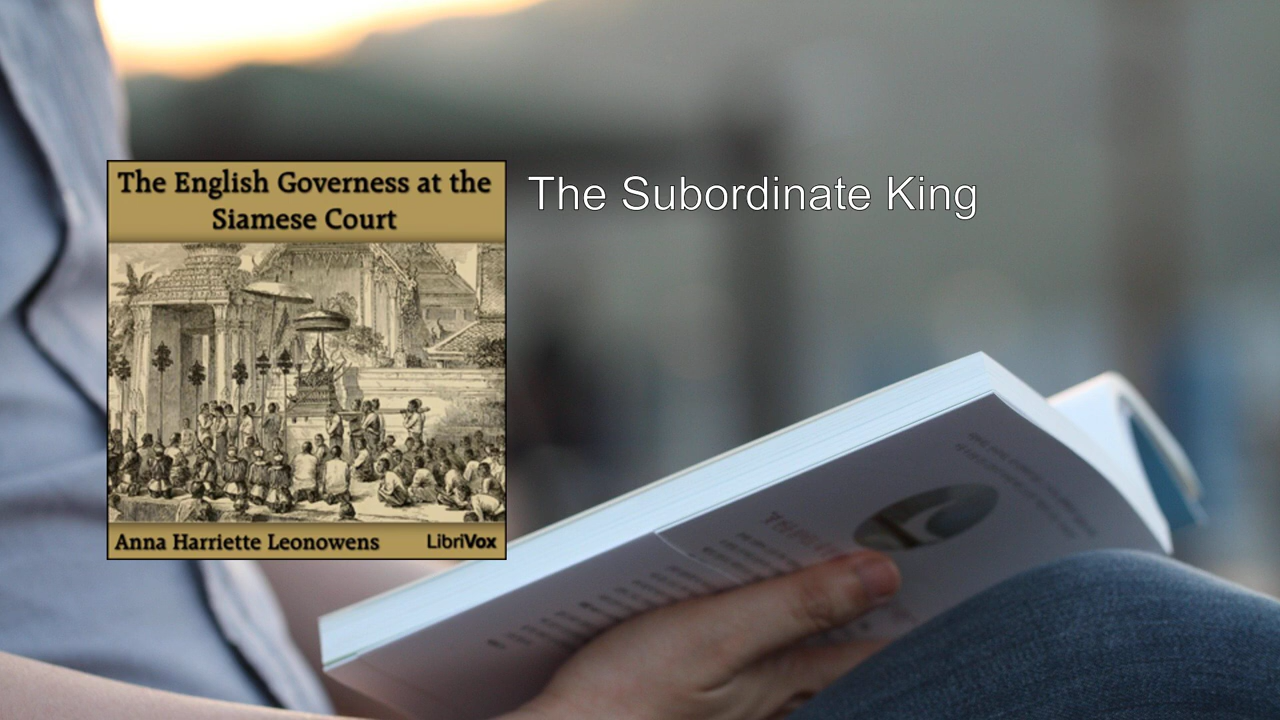 The English Governess at the
Siamese Court
Anna Harriette Leonowens
LibriVox
The Subordinate King